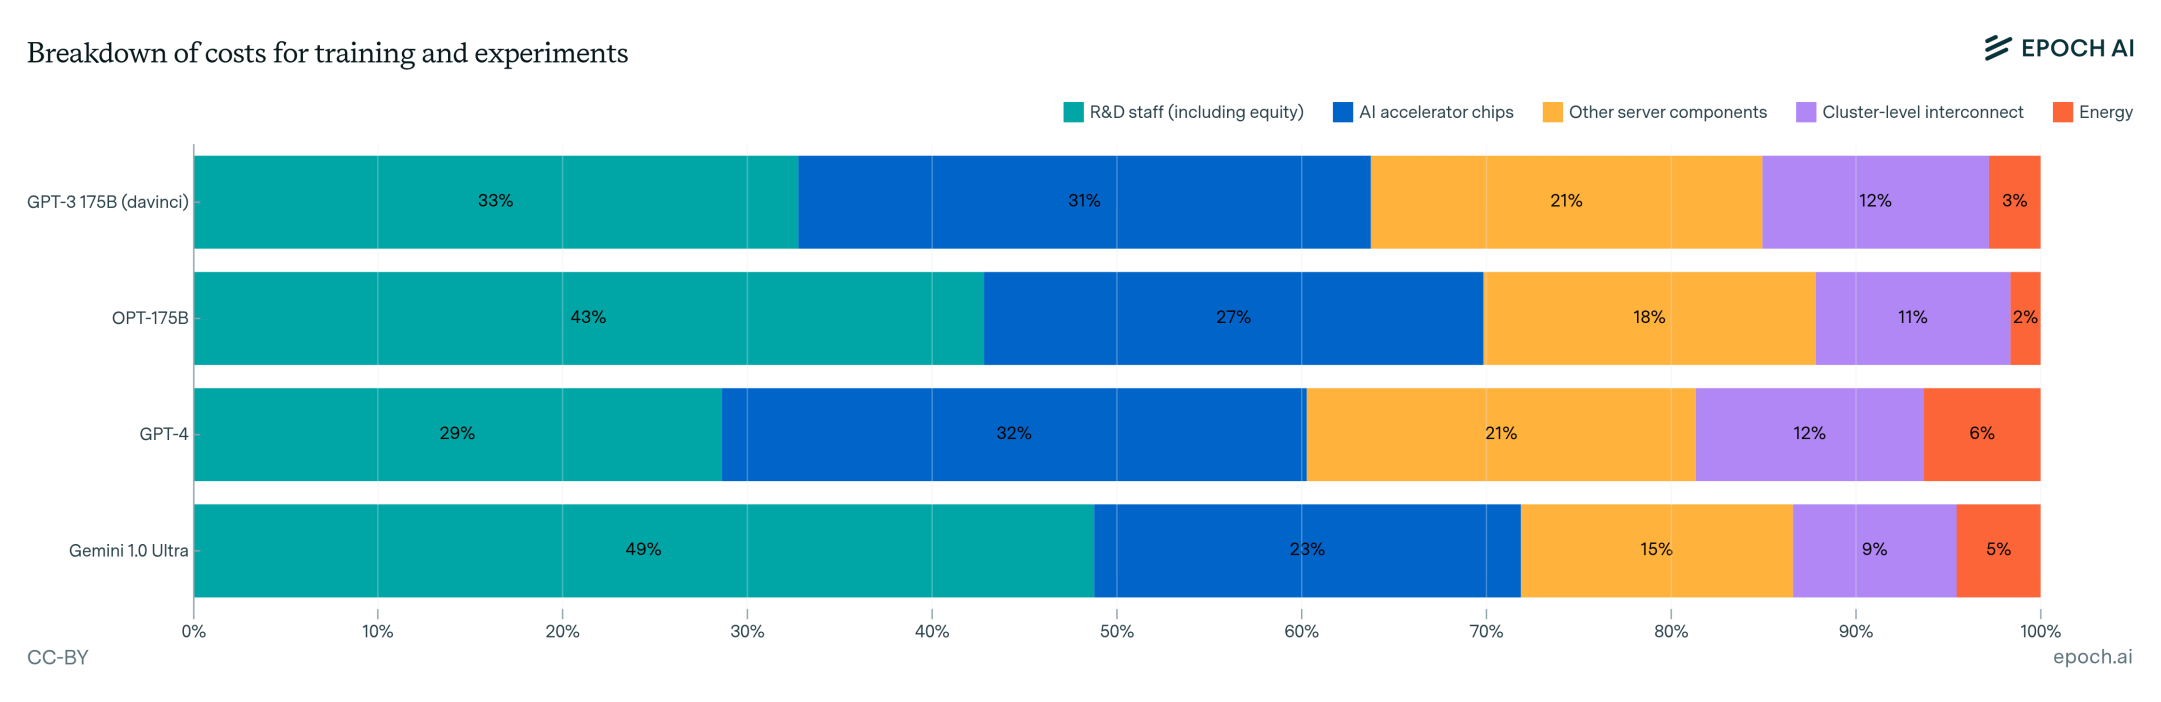 Breakdown of costs for training and experiments
EPOCH AI
R&D staff (including equity) AI accelerator chips Other server components Cluster-level interconnect Energy
GPT-3 175B (davinci) 33% 31% 21% 12% 3%
OPT-175B 43% 27% 18% 11% 2%
GPT-4 29% 32% 21% 12% 6%
Gemini 1.0 Ultra 49% 23% 15% 9% 5%
0% 10% 20% 30% 40% 50% 60% 70% 80% 90% 100%
CC-BY epoch.ai